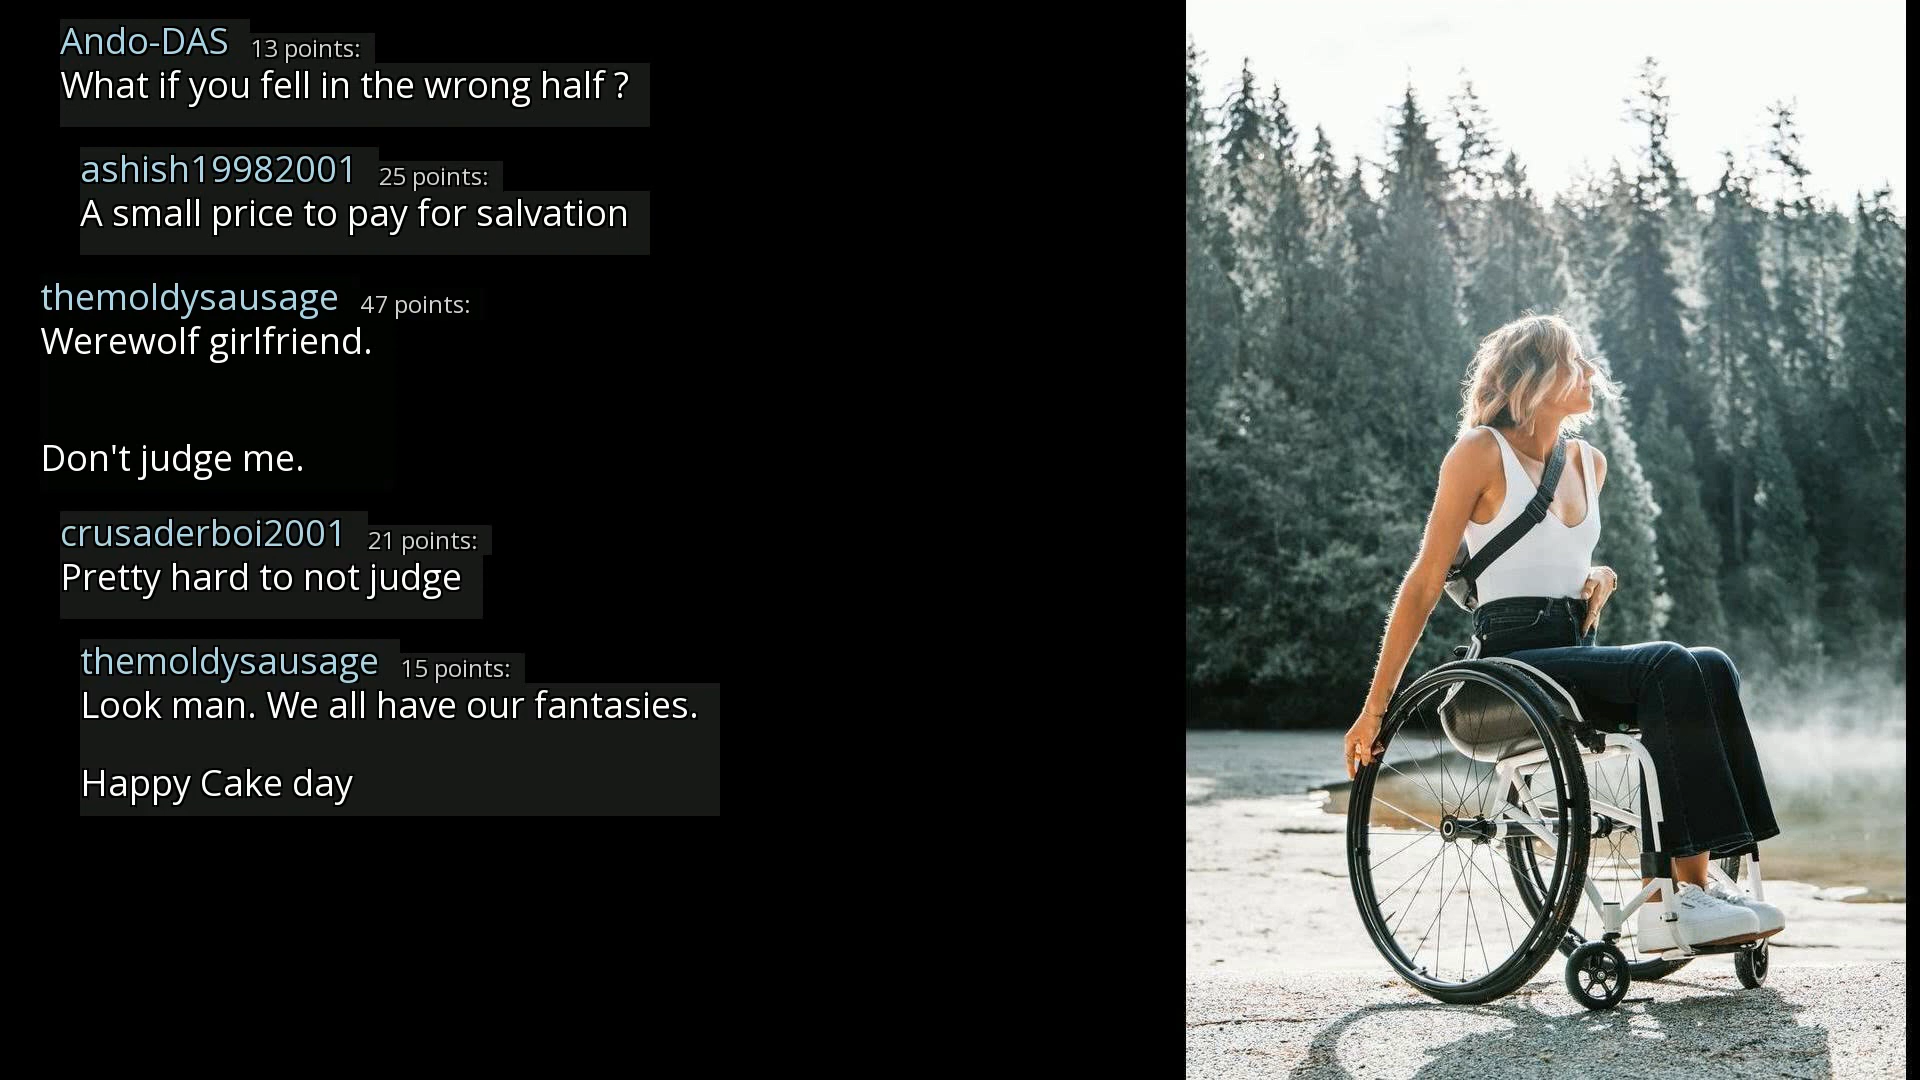 Ando-DAS 13 points:
What if you fell in the wrong half ?
ashish19982001 25 points:
A small price to pay for salvation
themoldysausage 47 points:
Werewolf girlfriend.
Don't judge me.
crusaderboi2001 21 points:
Pretty hard to not judge
themoldysausage 15 points:
Look man. We all have our fantasies.
Happy Cake day